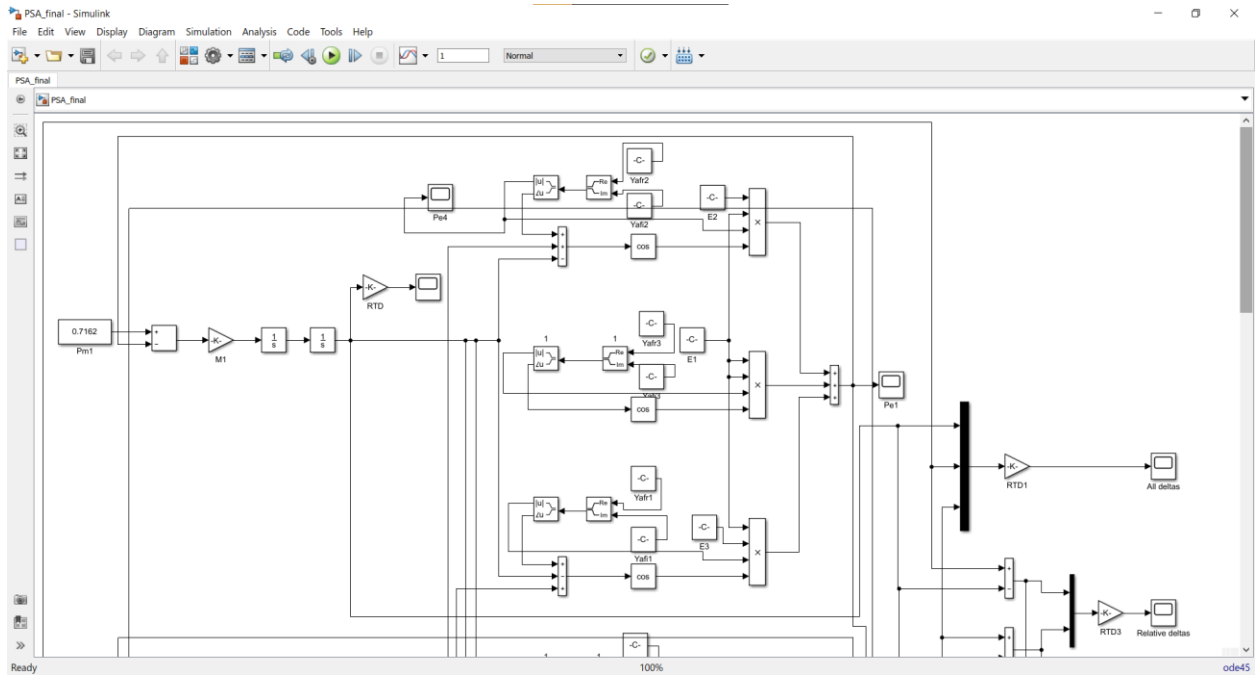 PSA_final - Simulink
File Edit View Display Diagram Simulation Analysis Code Tools Help
1 Normal
PSA_final
PSA_final
-C-
Yafr2
|u|
∠u
Re
Im
-C-
Yafi2
Pe4
-C-
E2
×
+
+
−
cos
-K-
RTD
0.7162
Pm1
+
−
-K-
M1
1
s
1
s
-C-
Yafr3
1
|u|
∠u
1
Re
Im
-C-
E1
-C-
cos
×
+
+
+
Pe1
-K-
RTD1
All deltas
-C-
Yafr1
|u|
∠u
Re
Im
-C-
Yafi1
-C-
E3
×
+
−
+
cos
+
−
-K-
RTD3
Relative deltas
+
-C-
1
1
Ready 100% ode45